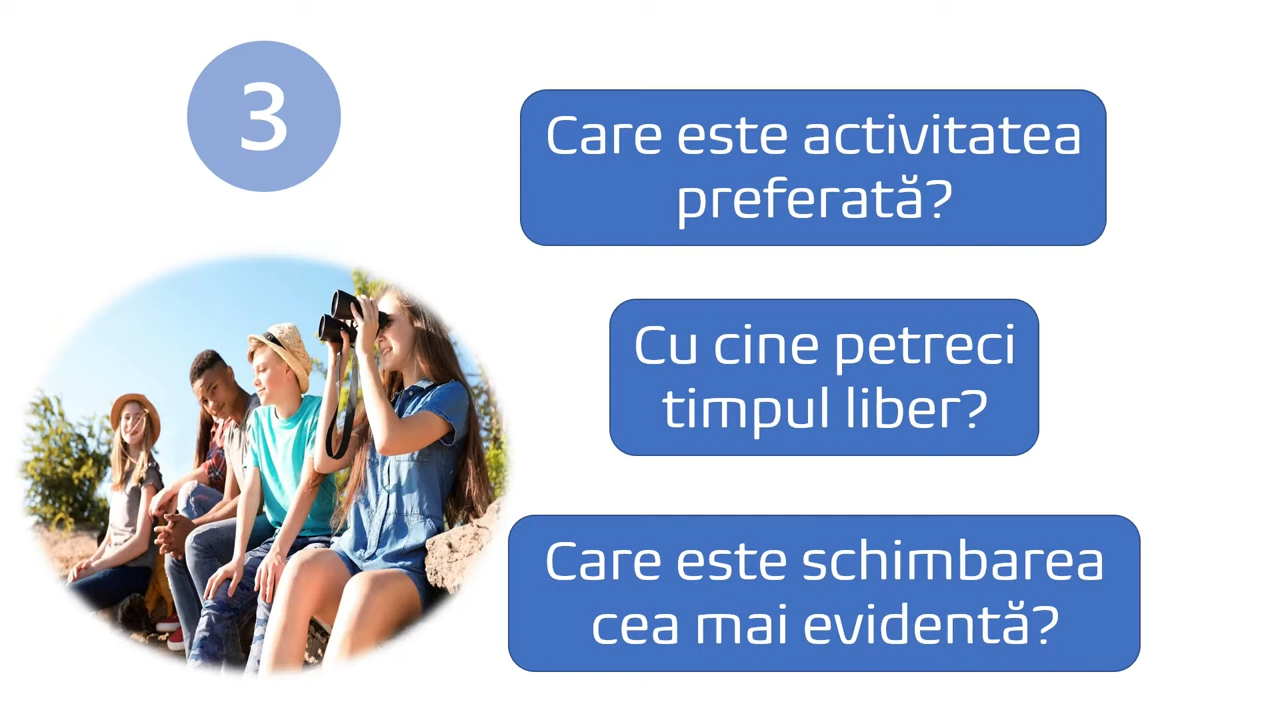 3
Care este activitatea
preferată?
Cu cine petreci
timpul liber?
Care este schimbarea
cea mai evidentă?